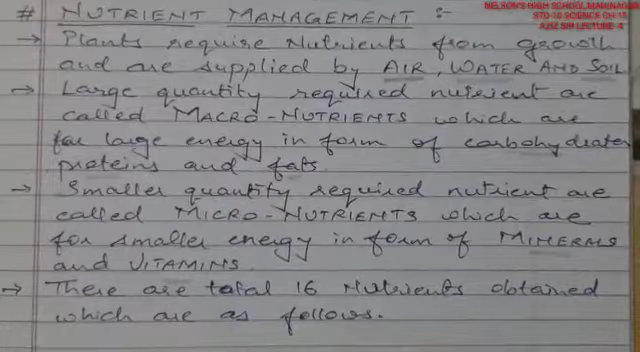 NELSON'S HIGH SCHOOL, MAHENAGAR
STD-10 SCIENCE CH-15
AJAZ SIR LECTURE-4
# NUTRIENT MANAGEMENT :-
→ Plants require Nutrients from growth
and are supplied by AIR, WATER AND SOIL
→ Large quantity required nutrient are
called MACRO-NUTRIENTS which are
for large energy in form of carbohydrates
proteins and fats.
→ Smaller quantity required nutrient are
called MICRO-NUTRIENTS which are
for smaller energy in form of MINERALS
and VITAMINS.
→ There are total 16 Nutrients obtained
which are as follows.